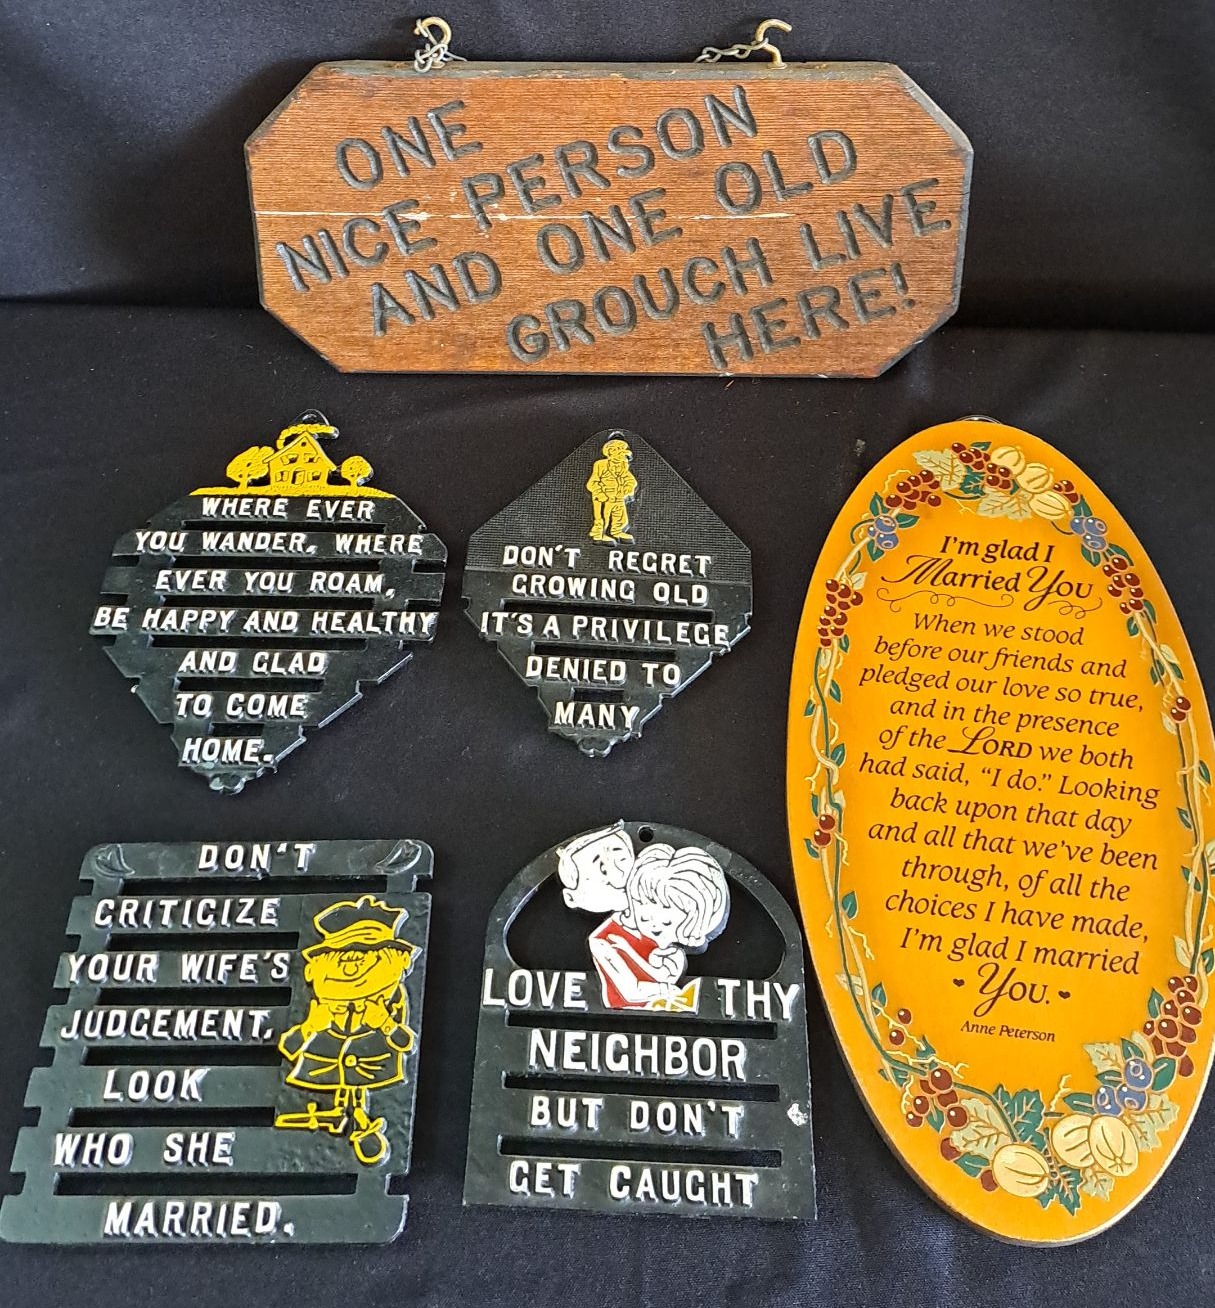 ONE
NICE PERSON
AND ONE OLD
GROUCH LIVE
HERE!
WHERE EVER
YOU WANDER, WHERE
EVER YOU ROAM,
BE HAPPY AND HEALTHY
AND GLAD
TO COME
HOME.
DON'T REGRET
GROWING OLD
IT'S A PRIVILEGE
DENIED TO
MANY
I'm glad I
Married You
When we stood
before our friends and
pledged our love so true,
and in the presence
of the LORD we both
had said, "I do." Looking
back upon that day
and all that we've been
through, of all the
choices I have made,
I'm glad I married
You.
Anne Peterson
DON'T
CRITICIZE
YOUR WIFE'S
JUDGEMENT,
LOOK
WHO SHE
MARRIED.
LOVE THY
NEIGHBOR
BUT DON'T
GET CAUGHT